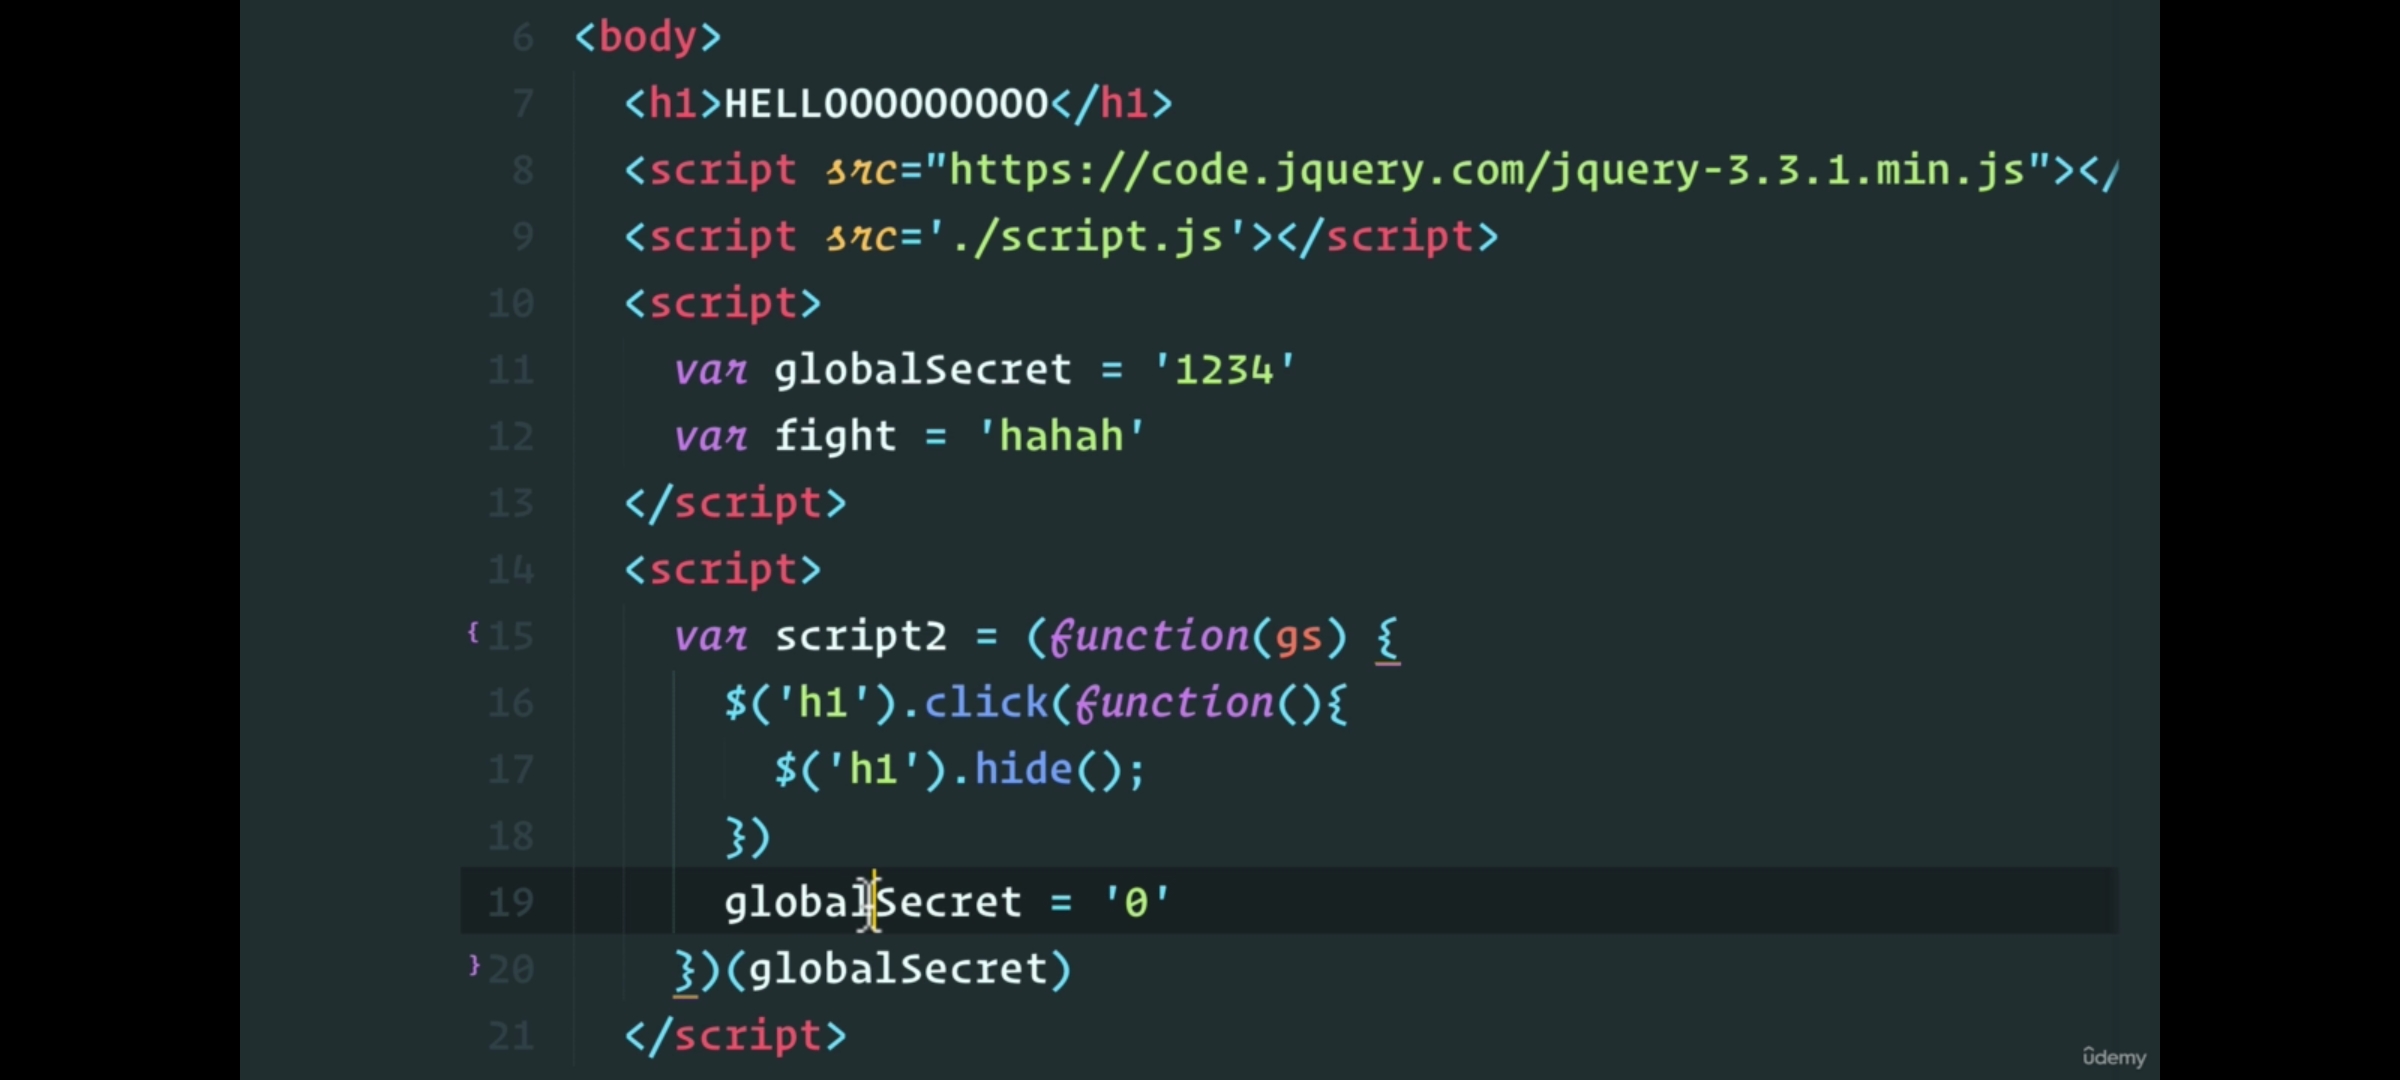 6 <body>
7 <h1>HELLOOOOOOOOO</h1>
8 <script src="https://code.jquery.com/jquery-3.3.1.min.js"></
9 <script src='./script.js'></script>
10 <script>
11 var globalSecret = '1234'
12 var fight = 'hahah'
13 </script>
14 <script>
{ 15 var script2 = (function(gs) {
16 $('h1').click(function(){
17 $('h1').hide();
18 })
19 globalSecret = '0'
} 20 })(globalSecret)
21 </script>
ûdemy